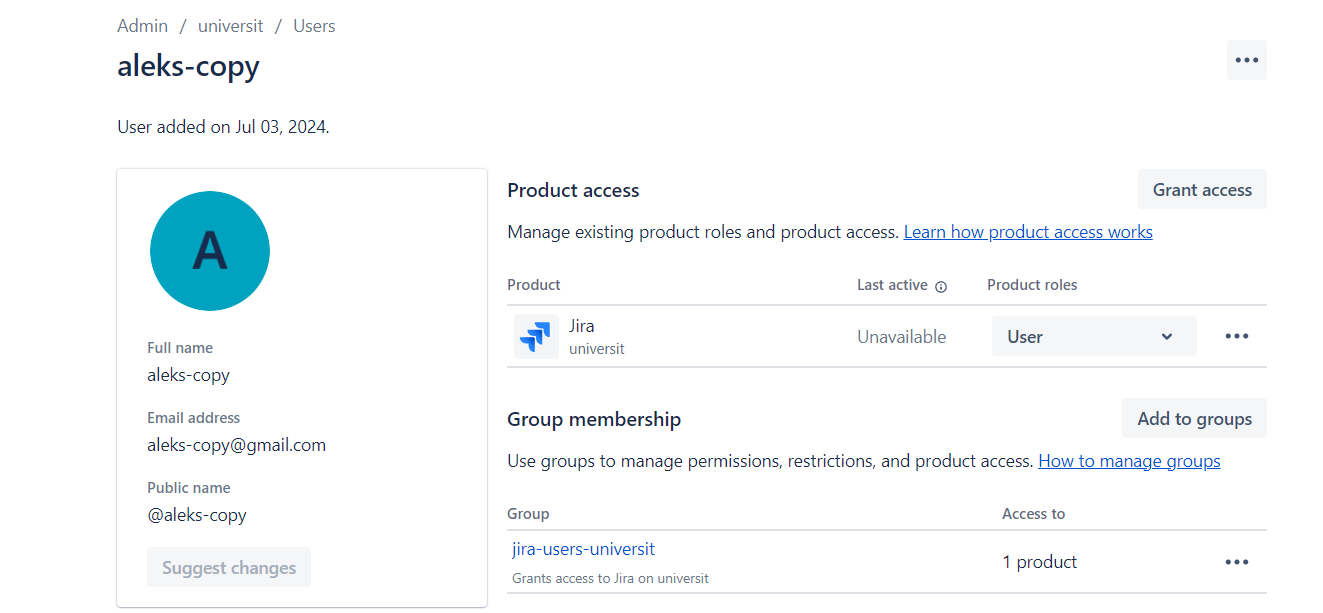 Admin / universit / Users
aleks-copy
User added on Jul 03, 2024.
A
Full name
aleks-copy
Email address
aleks-copy@gmail.com
Public name
@aleks-copy
Suggest changes
Product access
Grant access
Manage existing product roles and product access. Learn how product access works
Product Last active Product roles
Jira
universit
Unavailable
User
Group membership
Add to groups
Use groups to manage permissions, restrictions, and product access. How to manage groups
Group Access to
jira-users-universit
Grants access to Jira on universit
1 product